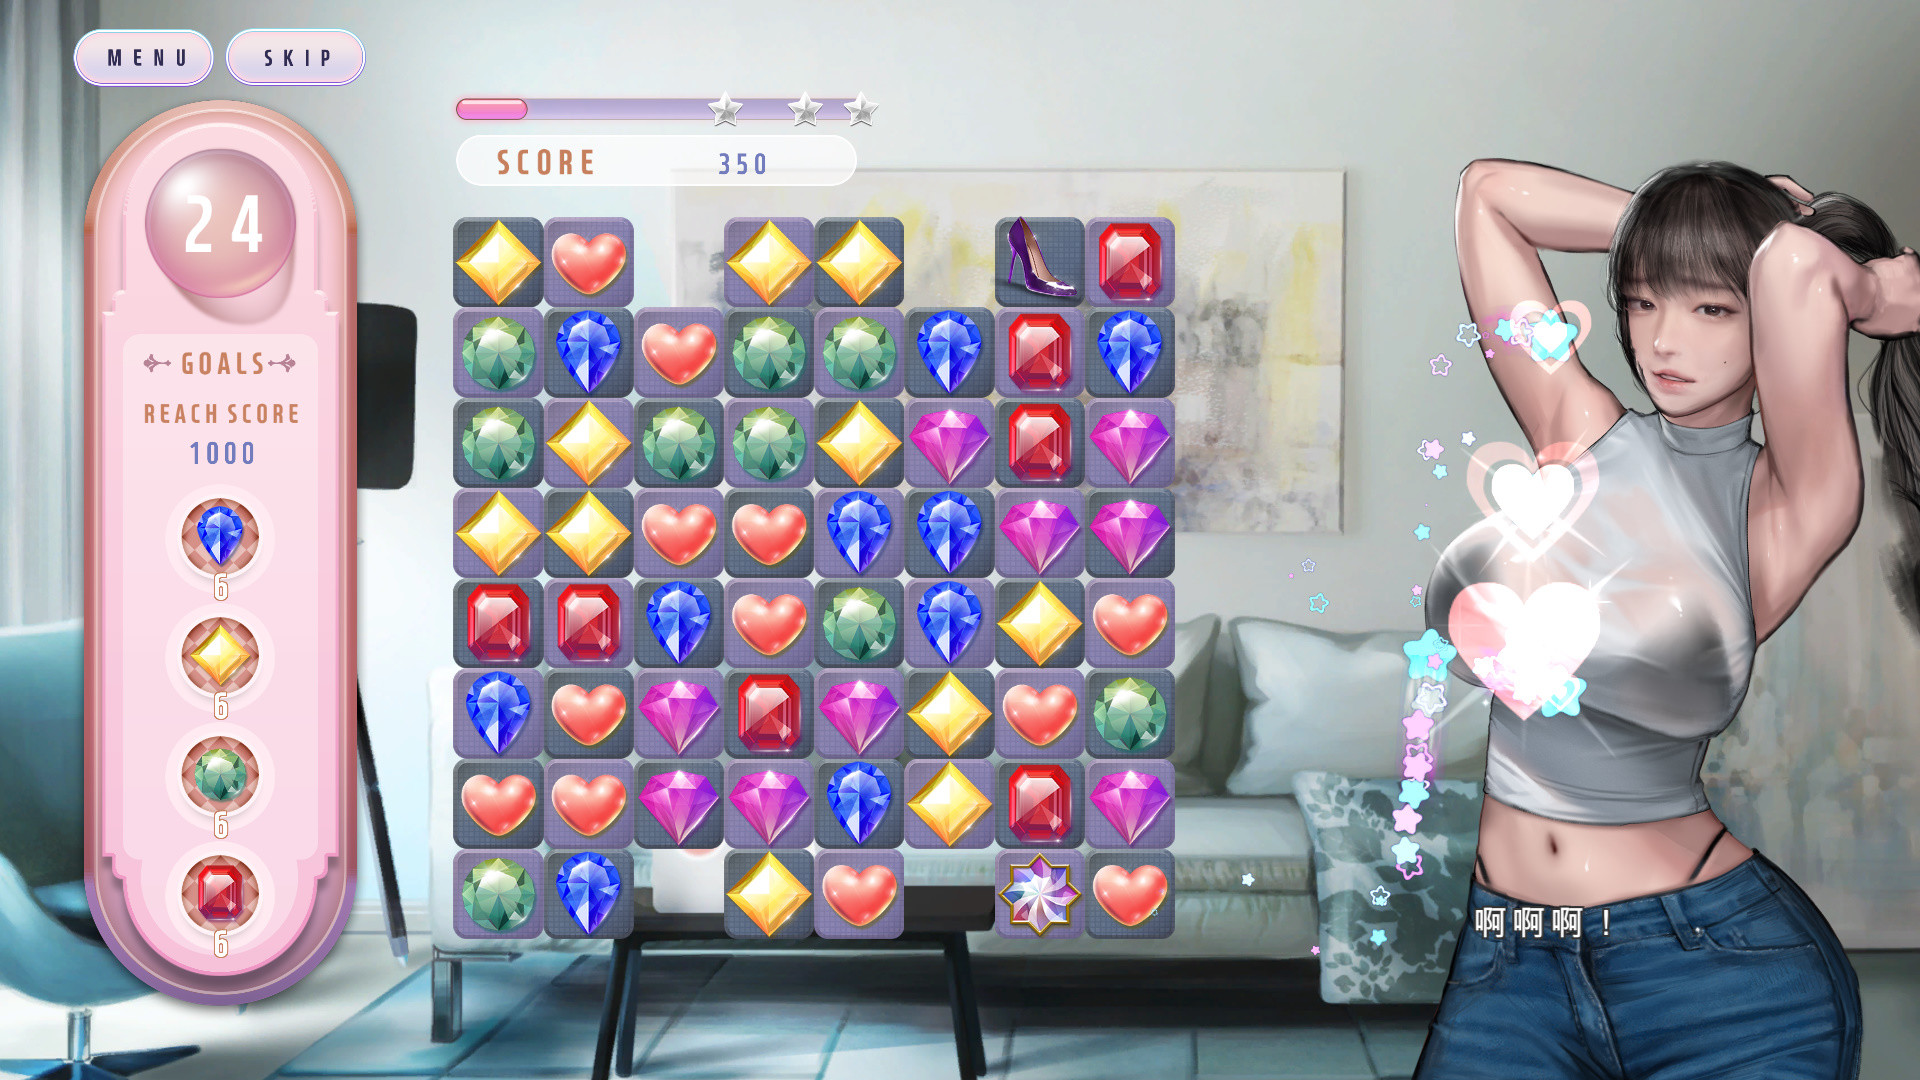 MENU
SKIP
24
SCORE 350
GOALS
REACH SCORE
1000
6
6
6
6
啊啊啊！